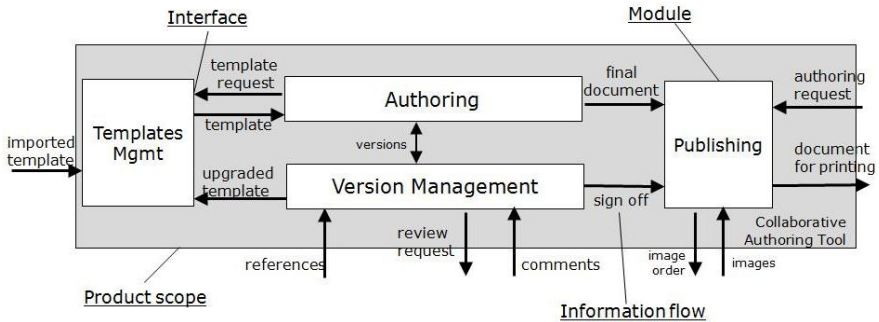 Interface
Module
template
request
Authoring
final
document
authoring
request
Templates
Mgmt
template
imported
template
versions
Publishing
document
for printing
upgraded
template
Version Management
sign off
Collaborative
Authoring Tool
references
review
request
comments
image
order
images
Product scope
Information flow